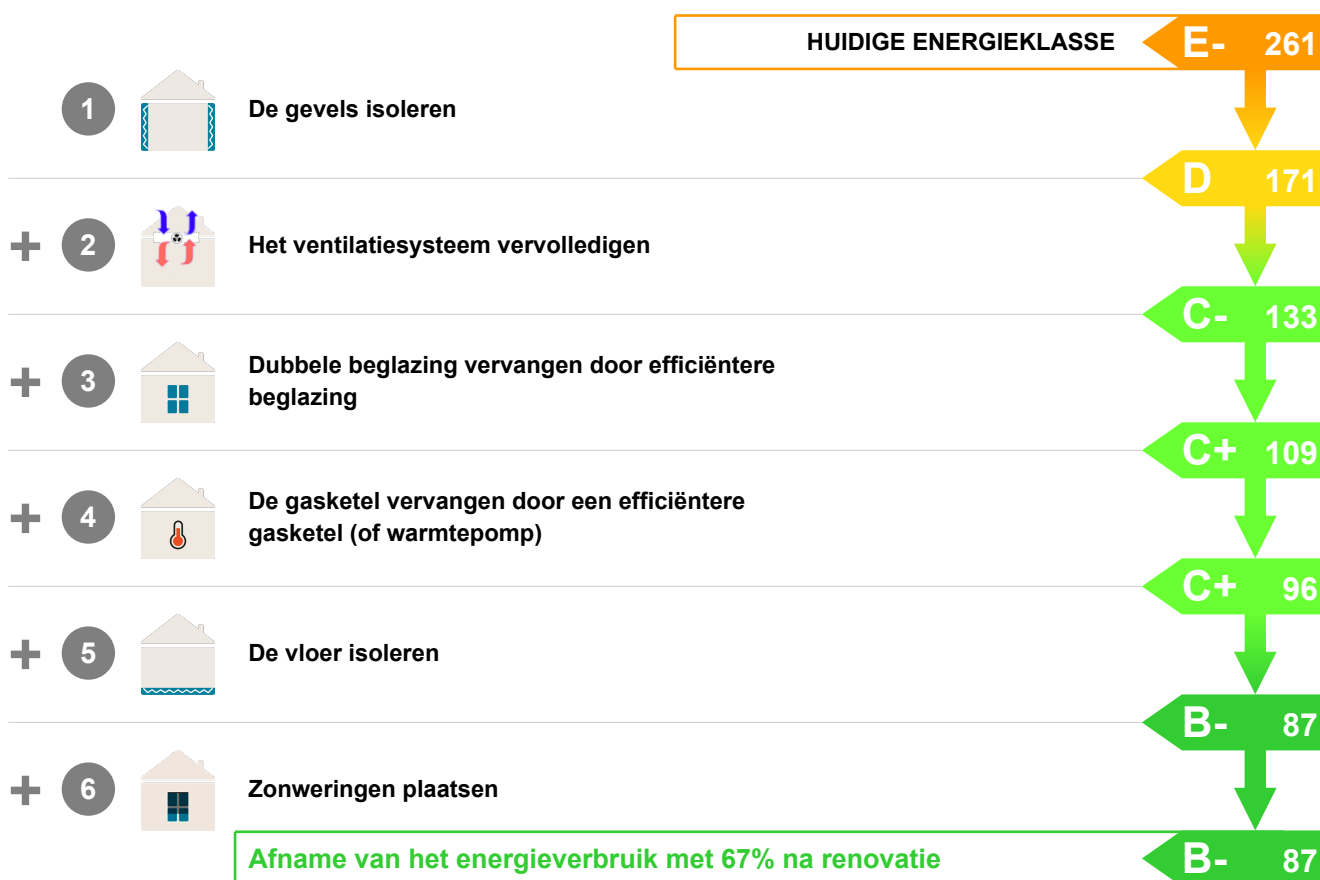 HUIDIGE ENERGIEKLASSE E- 261
1 De gevels isoleren
D 171
+ 2 Het ventilatiesysteem vervolledigen
C- 133
+ 3 Dubbele beglazing vervangen door efficiëntere
beglazing
C+ 109
+ 4 De gasketel vervangen door een efficiëntere
gasketel (of warmtepomp)
C+ 96
+ 5 De vloer isoleren
B- 87
+ 6 Zonweringen plaatsen
Afname van het energieverbruik met 67% na renovatie B- 87